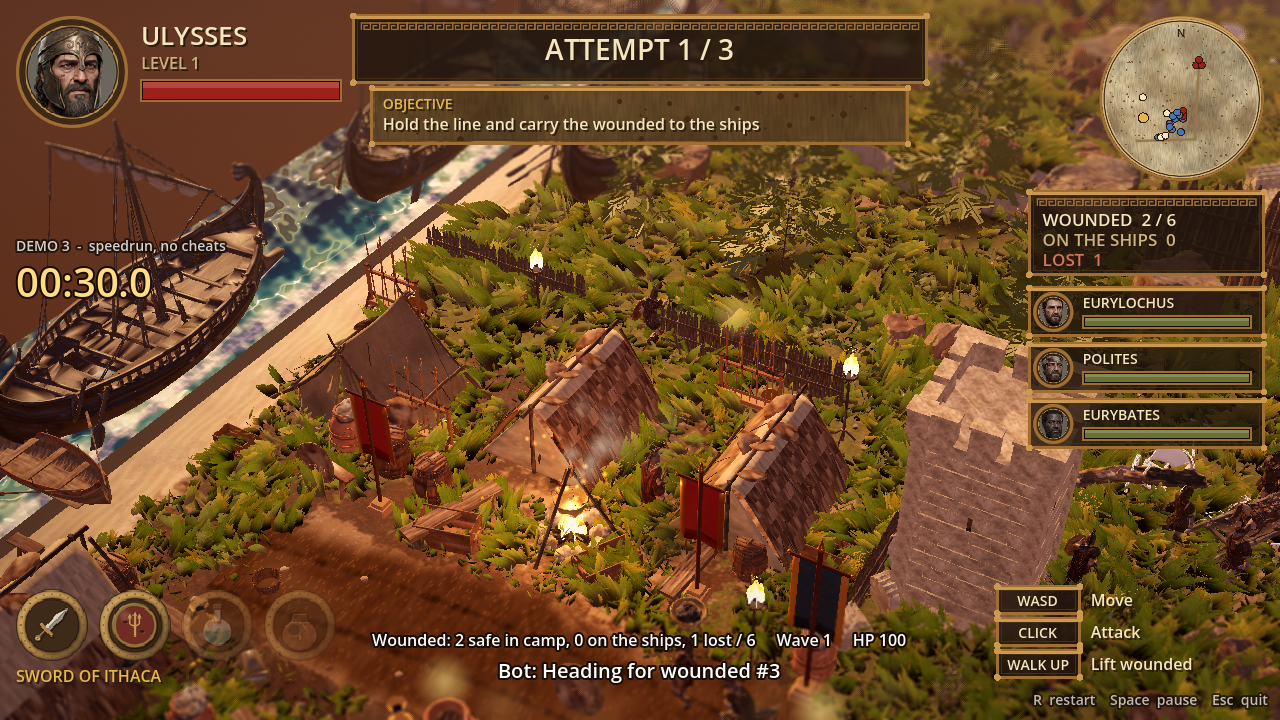 ULYSSES
LEVEL 1
ATTEMPT 1 / 3
OBJECTIVE
Hold the line and carry the wounded to the ships
N
WOUNDED 2 / 6
ON THE SHIPS 0
LOST 1
DEMO 3 - speedrun, no cheats
00:30.0
EURYLOCHUS
POLITES
EURYBATES
SWORD OF ITHACA
Wounded: 2 safe in camp, 0 on the ships, 1 lost / 6 Wave 1 HP 100
Bot: Heading for wounded #3
WASD Move
CLICK Attack
WALK UP Lift wounded
R restart Space pause Esc quit